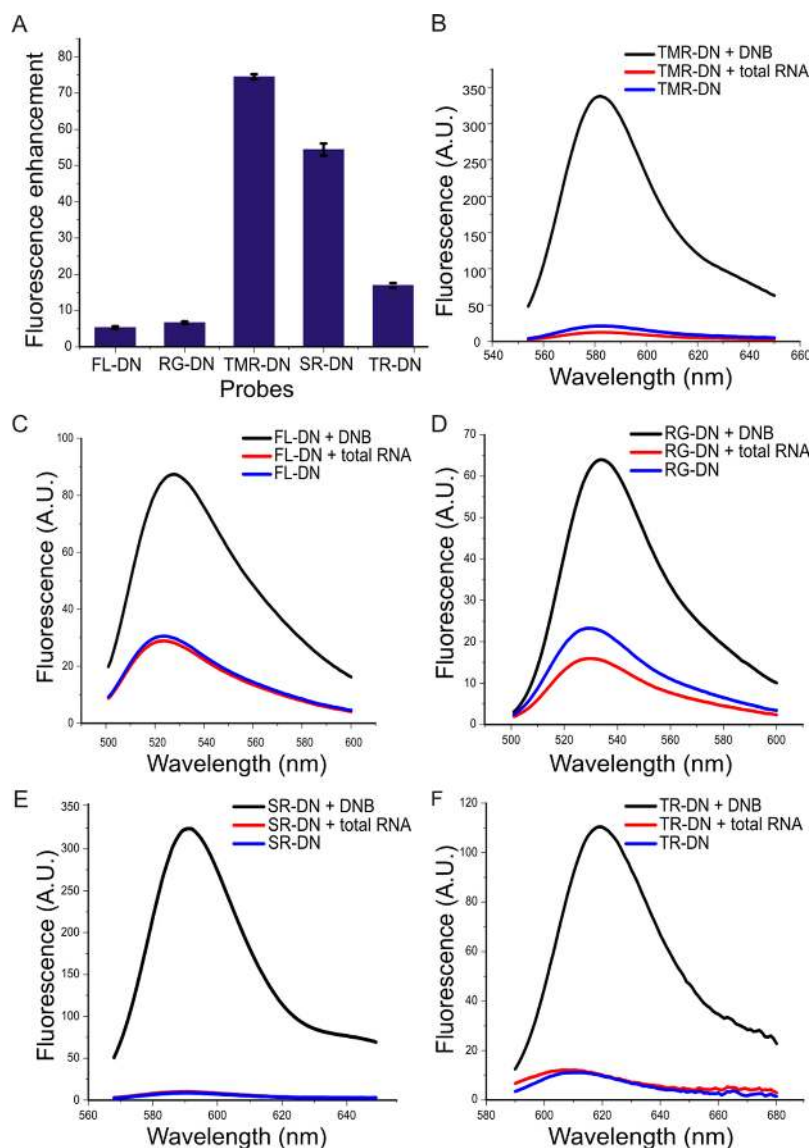 A
Fluorescence enhancement
80
70
60
50
40
30
20
10
0
FL-DN RG-DN TMR-DN SR-DN TR-DN
Probes
B
TMR-DN + DNB
TMR-DN + total RNA
TMR-DN
Fluorescence (A.U.)
350
300
250
200
150
100
50
0
540 560 580 600 620 640 660
Wavelength (nm)
C
FL-DN + DNB
FL-DN + total RNA
FL-DN
Fluorescence (A.U.)
100
80
60
40
20
0
500 520 540 560 580 600
Wavelength (nm)
D
RG-DN + DNB
RG-DN + total RNA
RG-DN
Fluorescence (A.U.)
70
60
50
40
30
20
10
0
500 520 540 560 580 600
Wavelength (nm)
E
SR-DN + DNB
SR-DN + total RNA
SR-DN
Fluorescence (A.U.)
350
300
250
200
150
100
50
0
560 580 600 620 640
Wavelength (nm)
F
TR-DN + DNB
TR-DN + total RNA
TR-DN
Fluorescence (A.U.)
120
100
80
60
40
20
0
580 600 620 640 660 680
Wavelength (nm)